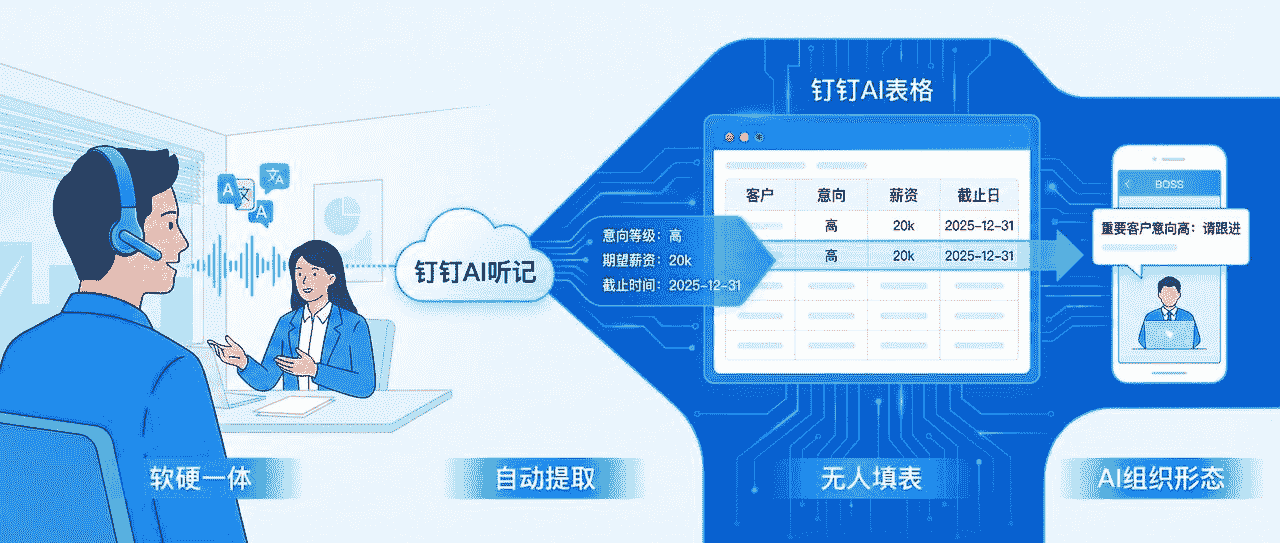 A
文
A
文A
钉钉AI听记
意向等级：高
期望薪资：20k
截止时间：2025-12-31
钉钉AI表格
客户 意向 薪资 截止日
高 20k 2025-12-31
高 20k 2025-12-31
BOSS
重要客户意向高：请跟进
软硬一体
自动提取
无人填表
AI组织形态